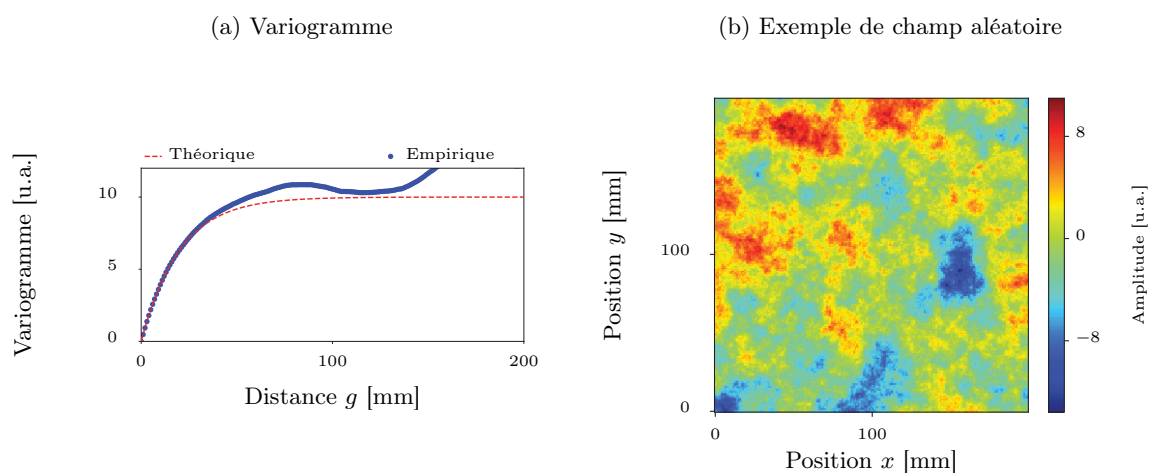 (a) Variogramme
Variogramme [u.a.]
Théorique
Empirique
10
5
0
0
100
200
Distance g [mm]
(b) Exemple de champ aléatoire
Position y [mm]
100
0
0
100
Position x [mm]
8
0
−8
Amplitude [u.a.]